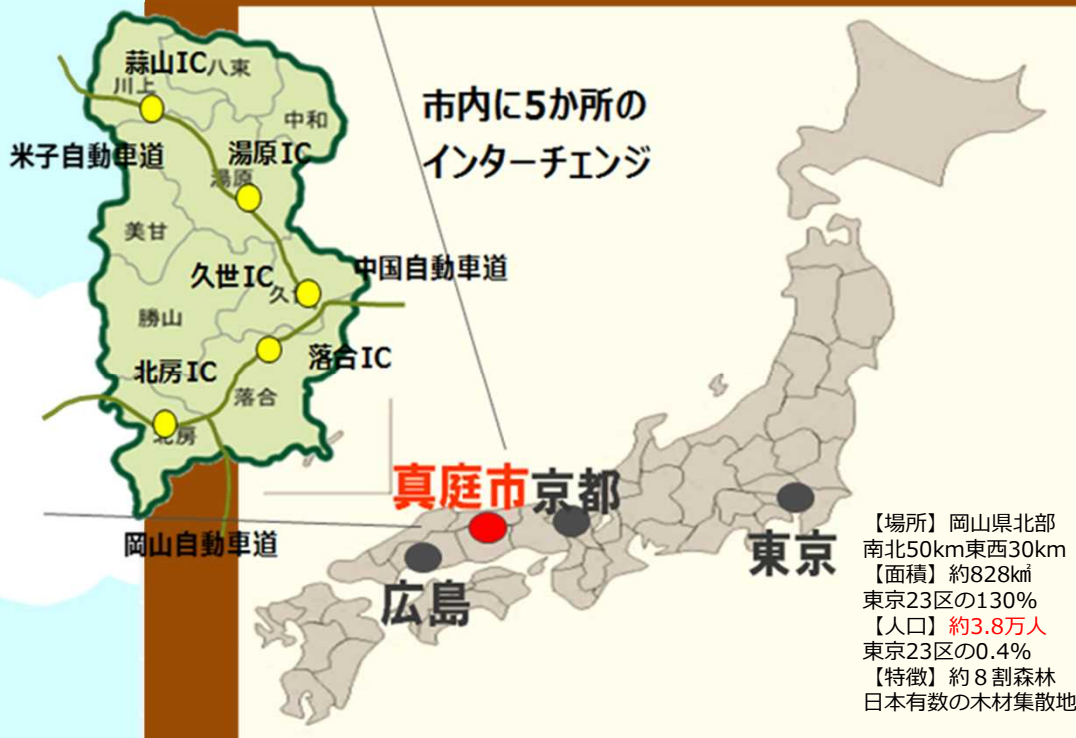 蒜山IC
八束
川上
中和
米子自動車道
湯原IC
湯原
美甘
久世IC
久世
中国自動車道
勝山
北房IC
落合IC
落合
北房
岡山自動車道
市内に5か所の
インターチェンジ
真庭市
京都
広島
東京
【場所】岡山県北部
南北50km東西30km
【面積】約828㎢
東京23区の130%
【人口】約3.8万人
東京23区の0.4%
【特徴】約８割森林
日本有数の木材集散地